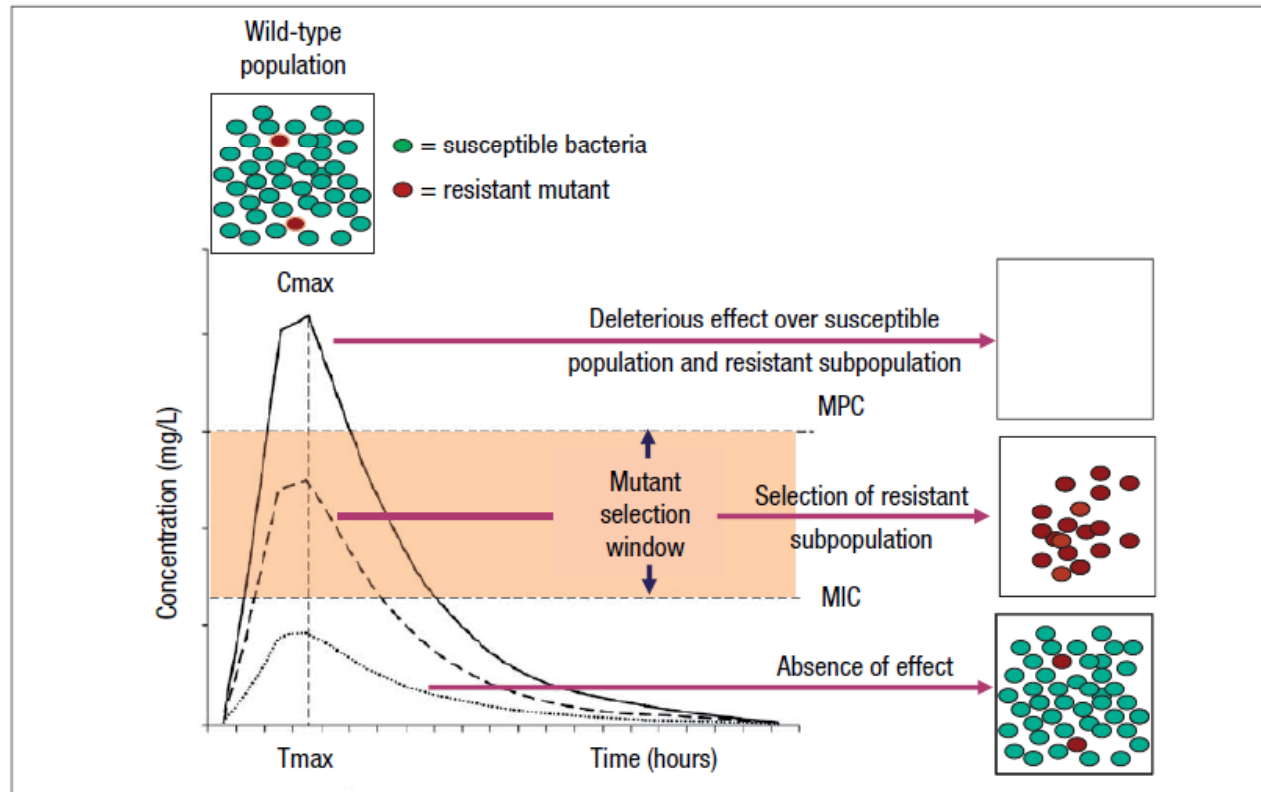 Wild-type
population
= susceptible bacteria
= resistant mutant
Cmax
Deleterious effect over susceptible
population and resistant subpopulation
MPC
Concentration (mg/L)
Mutant
selection
window
Selection of resistant
subpopulation
MIC
Absence of effect
Tmax
Time (hours)